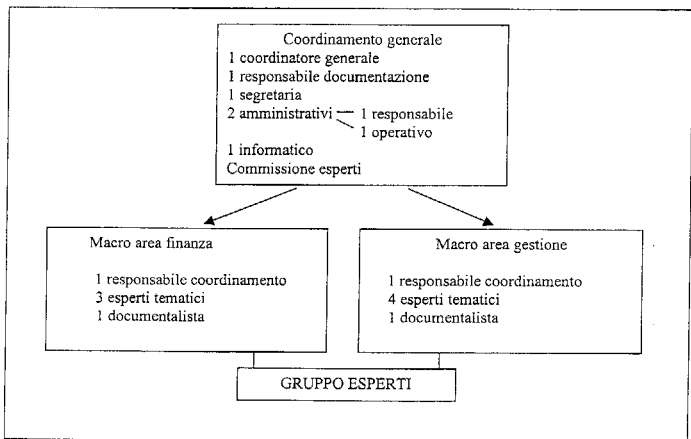 Coordinamento generale
1 coordinatore generale
1 responsabile documentazione
1 segretaria
2 amministrativi 1 responsabile
1 operativo
1 informatico
Commissione esperti
Macro area finanza
1 responsabile coordinamento
3 esperti tematici
1 documentalista
Macro area gestione
1 responsabile coordinamento
4 esperti tematici
1 documentalista
GRUPPO ESPERTI